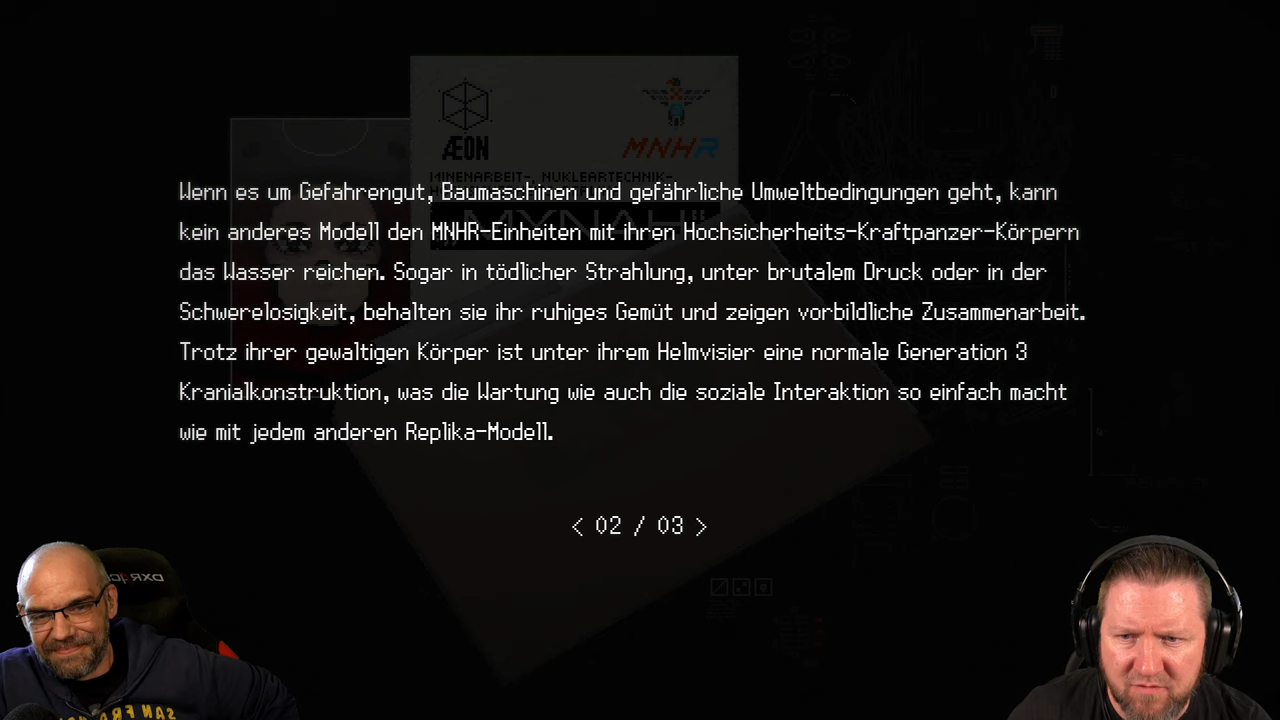 ÆON
MNHR
MINENARBEIT-, NUKLEARTECHNIK-,
MYNAH
Wenn es um Gefahrengut, Baumaschinen und gefährliche Umweltbedingungen geht, kann
kein anderes Modell den MNHR-Einheiten mit ihren Hochsicherheits-Kraftpanzer-Körpern
das Wasser reichen. Sogar in tödlicher Strahlung, unter brutalem Druck oder in der
Schwerelosigkeit, behalten sie ihr ruhiges Gemüt und zeigen vorbildliche Zusammenarbeit.
Trotz ihrer gewaltigen Körper ist unter ihrem Helmvisier eine normale Generation 3
Kranialkonstruktion, was die Wartung wie auch die soziale Interaktion so einfach macht
wie mit jedem anderen Replika-Modell.
< 02 / 03 >
SAN FRAN